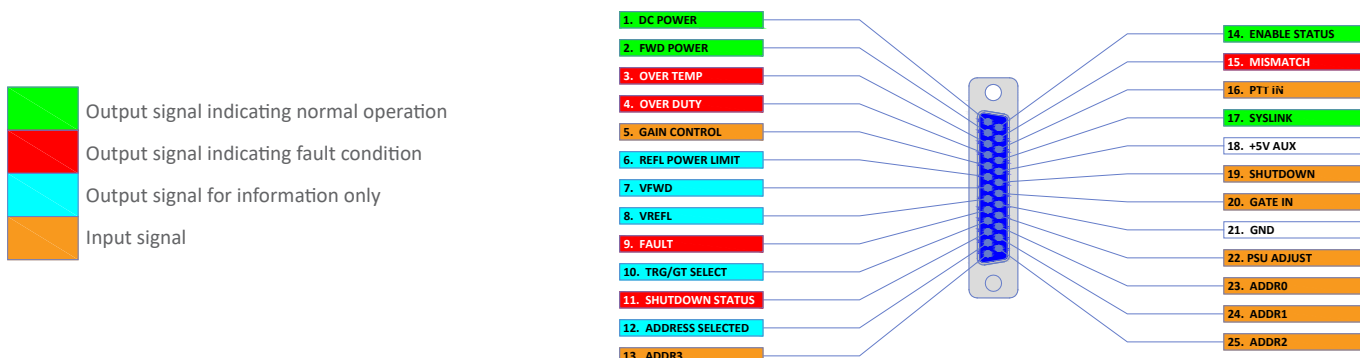 Output signal indicating normal operation
Output signal indicating fault condition
Output signal for information only
Input signal
1. DC POWER
2. FWD POWER
3. OVER TEMP
4. OVER DUTY
5. GAIN CONTROL
6. REFL POWER LIMIT
7. VFWD
8. VREFL
9. FAULT
10. TRG/GT SELECT
11. SHUTDOWN STATUS
12. ADDRESS SELECTED
13. ADDR3
14. ENABLE STATUS
15. MISMATCH
16. PTT IN
17. SYSLINK
18. +5V AUX
19. SHUTDOWN
20. GATE IN
21. GND
22. PSU ADJUST
23. ADDR0
24. ADDR1
25. ADDR2